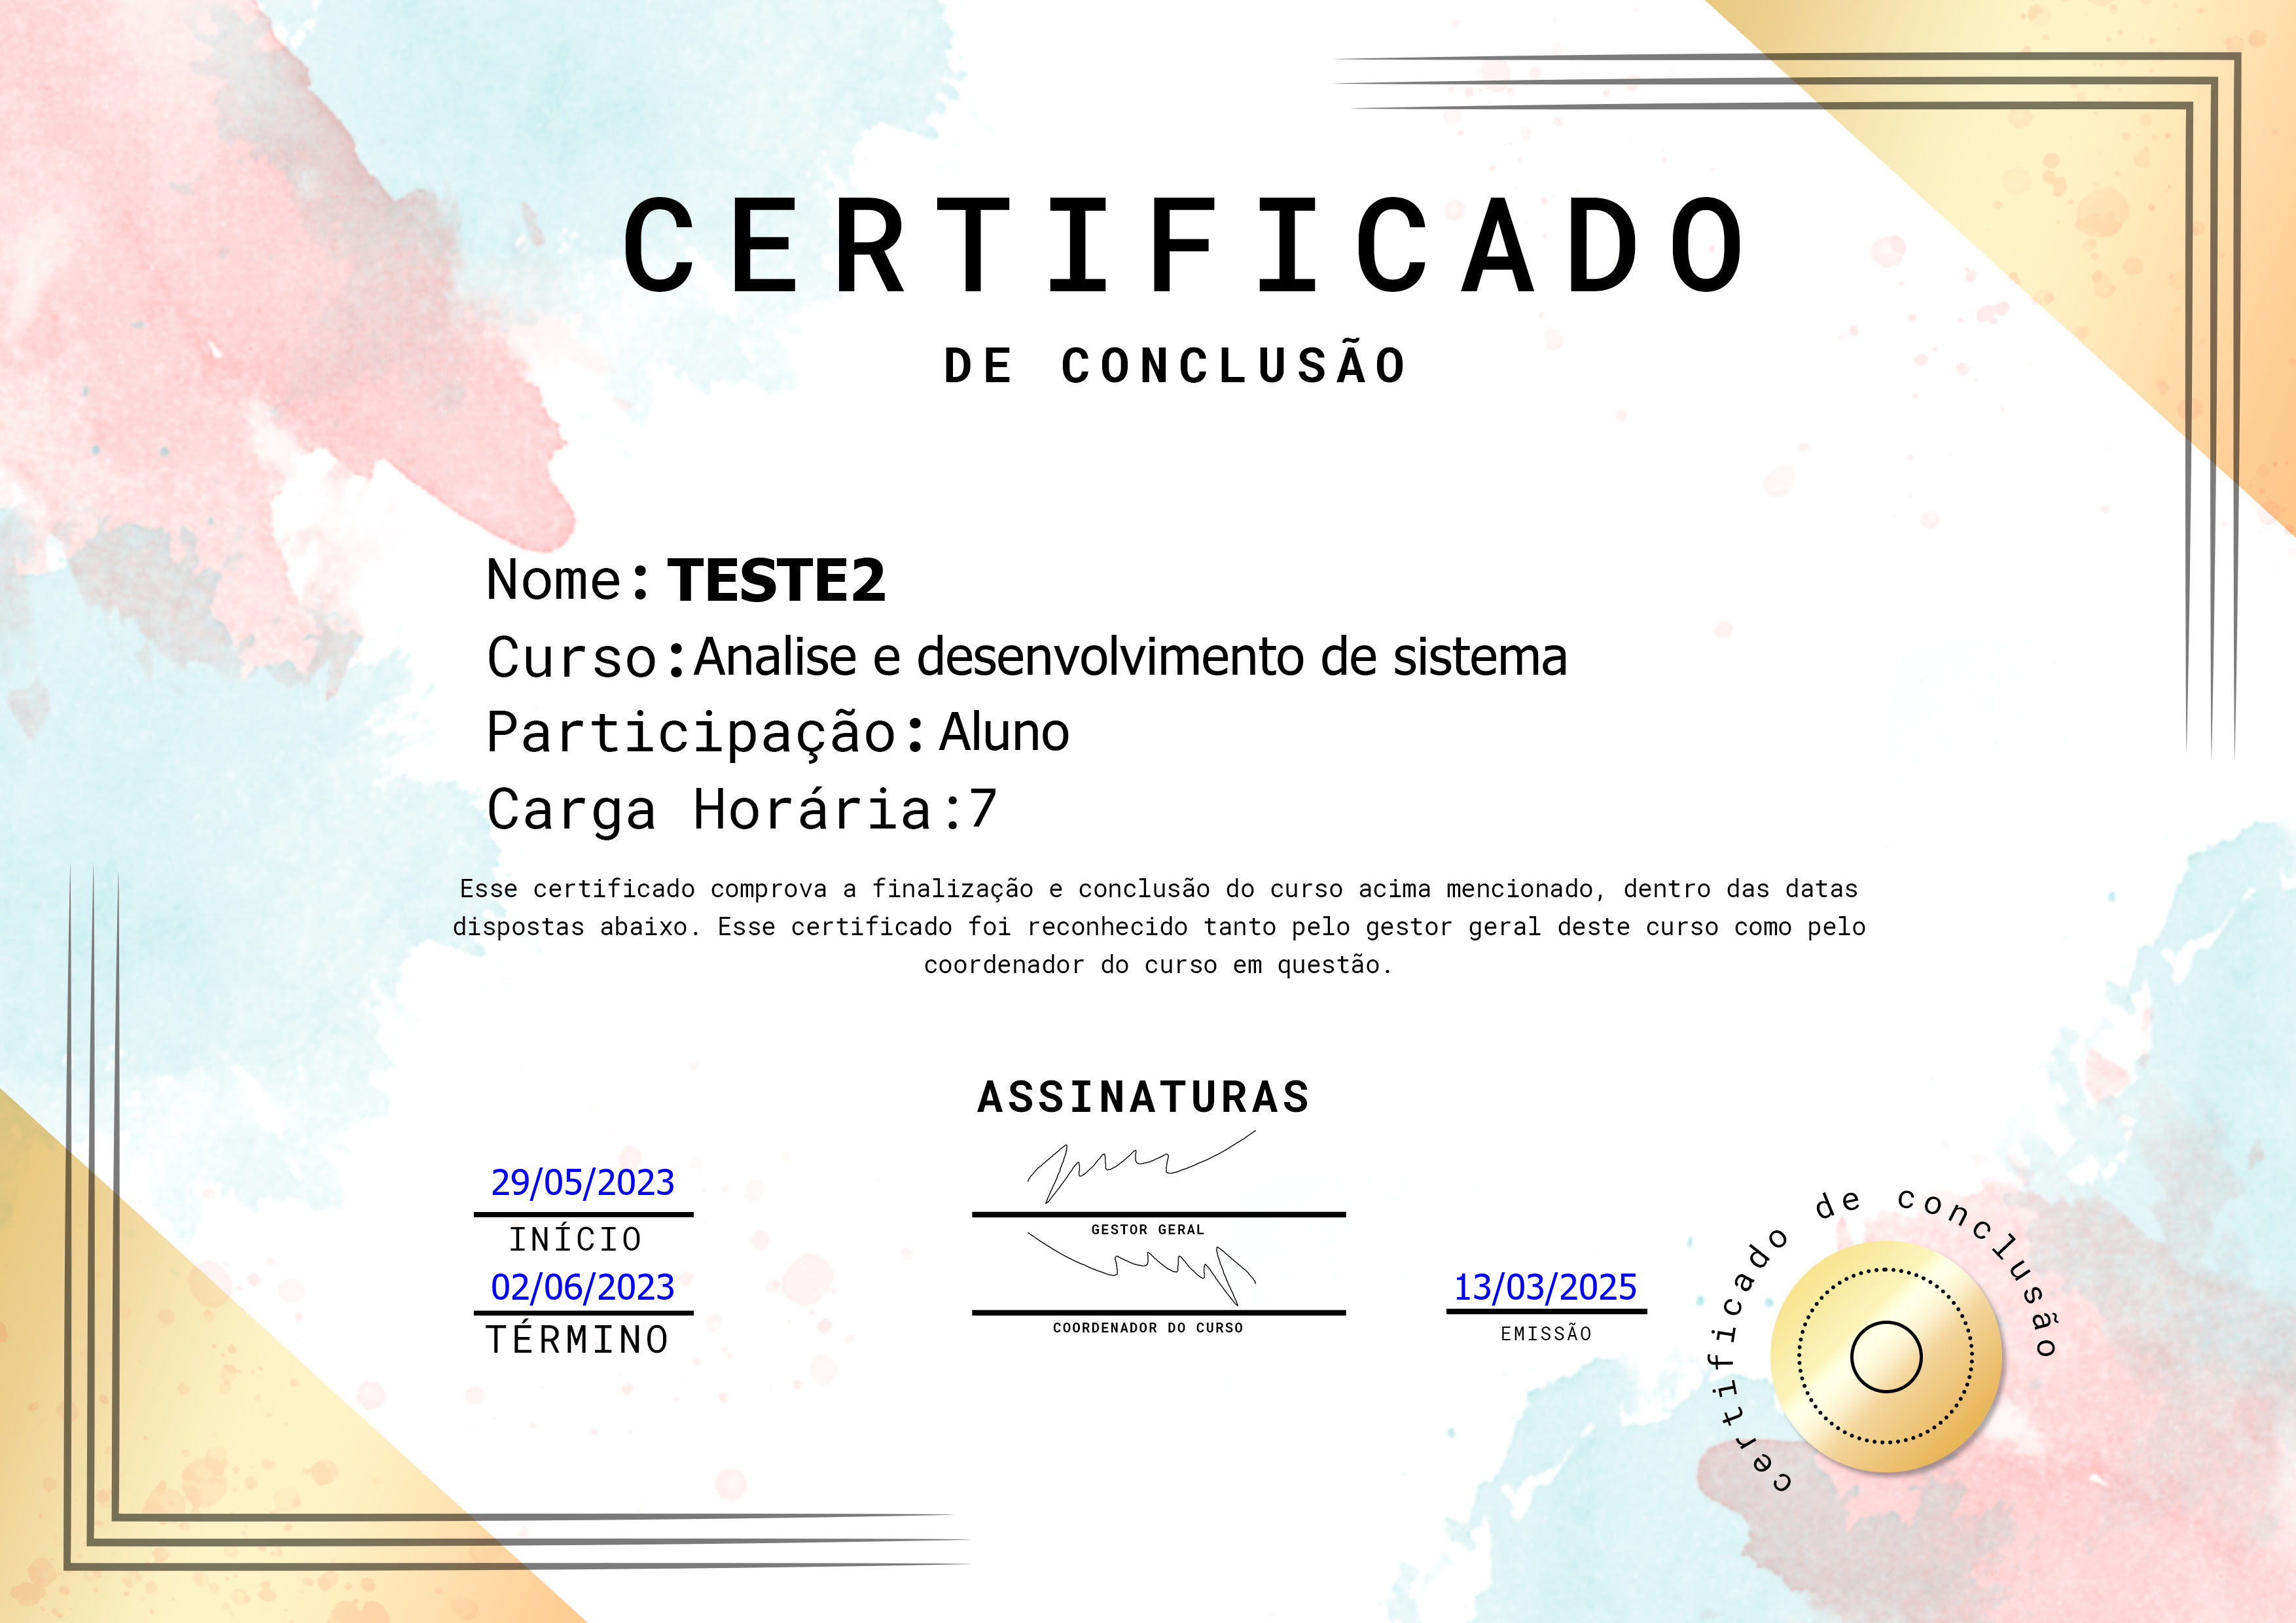 CERTIFICADO
DE CONCLUSÃO
Nome: TESTE2
Curso:Analise e desenvolvimento de sistema
Participação: Aluno
Carga Horária:7
Esse certificado comprova a finalização e conclusão do curso acima mencionado, dentro das datas
dispostas abaixo. Esse certificado foi reconhecido tanto pelo gestor geral deste curso como pelo
coordenador do curso em questão.
ASSINATURAS
29/05/2023
INÍCIO
02/06/2023
TÉRMINO
GESTOR GERAL
COORDENADOR DO CURSO
13/03/2025
EMISSÃO
certificado de conclusão